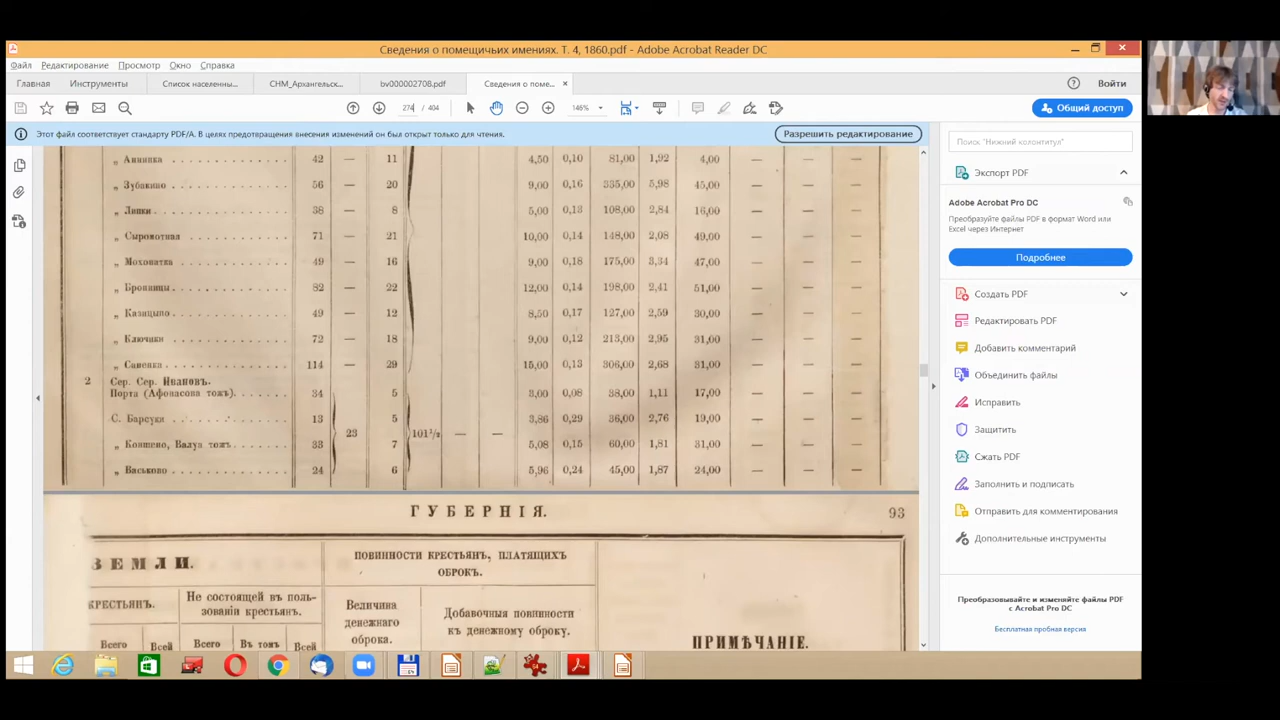 Сведения о помещичьих имениях. Т. 4, 1860.pdf - Adobe Acrobat Reader DC
Файл Редактирование Просмотр Окно Справка
Главная Инструменты Список населенны... СНМ_Архангельск... bv000002708.pdf Сведения о поме... × Войти
274 / 404 146% Общий доступ
Этот файл соответствует стандарту PDF/A. В целях предотвращения внесения изменений он был открыт только для чтения. Разрешить редактирование
„ Аннинка 42 — 11 4,50 0,10 81,00 1,92 4,00 — — —
„ Зубакино 56 — 20 9,00 0,16 335,00 5,98 45,00 — — —
„ Липки 38 — 8 5,00 0,13 108,00 2,84 16,00 — — —
„ Сыромотная 71 — 21 10,00 0,14 148,00 2,08 49,00 — — —
„ Моховатка 49 — 16 9,00 0,18 175,00 3,34 47,00 — — —
„ Бронницы 82 — 22 12,00 0,14 198,00 2,41 51,00 — — —
„ Казицыно 49 — 12 8,50 0,17 127,00 2,59 30,00 — — —
„ Ключики 72 — 18 9,00 0,12 213,00 2,95 31,00 — — —
„ Саненка 114 — 29 15,00 0,13 306,00 2,68 31,00 — — —
2 Сер. Сер. Ивановъ.
Порта (Афонасова тожъ) 34 5 3,00 0,08 38,00 1,11 17,00 — — —
С. Барсуки 13 5 3,86 0,29 36,00 2,76 19,00 — — —
23 101²/₃ — —
„ Коншено, Валуа тожъ 33 7 5,08 0,15 60,00 1,81 31,00 — — —
„ Васьково 24 6 5,96 0,24 45,00 1,87 24,00 — — —
ГУБЕРНІЯ. 93
ЗЕМЛИ.
ПОВИННОСТИ КРЕСТЬЯНЪ, ПЛАТЯЩИХЪ
ОБРОКЪ.
КРЕСТЬЯНЪ.
Не состоящей въ поль-
зованіи крестьянъ.
Величина
денежнаго
оброка.
Добавочныя повинности
къ денежному оброку.
ПРИМѢЧАНІЕ.
Всего Всей Всего Въ томъ Всей
Поиск "Нижний колонтитул"
Экспорт PDF
Adobe Acrobat Pro DC
Преобразуйте файлы PDF в формат Word или
Excel через Интернет
Подробнее
Создать PDF
Редактировать PDF
Добавить комментарий
Объединить файлы
Исправить
Защитить
Сжать PDF
Заполнить и подписать
Отправить для комментирования
Дополнительные инструменты
Преобразовывайте и изменяйте файлы PDF
с Acrobat Pro DC
Бесплатная пробная версия